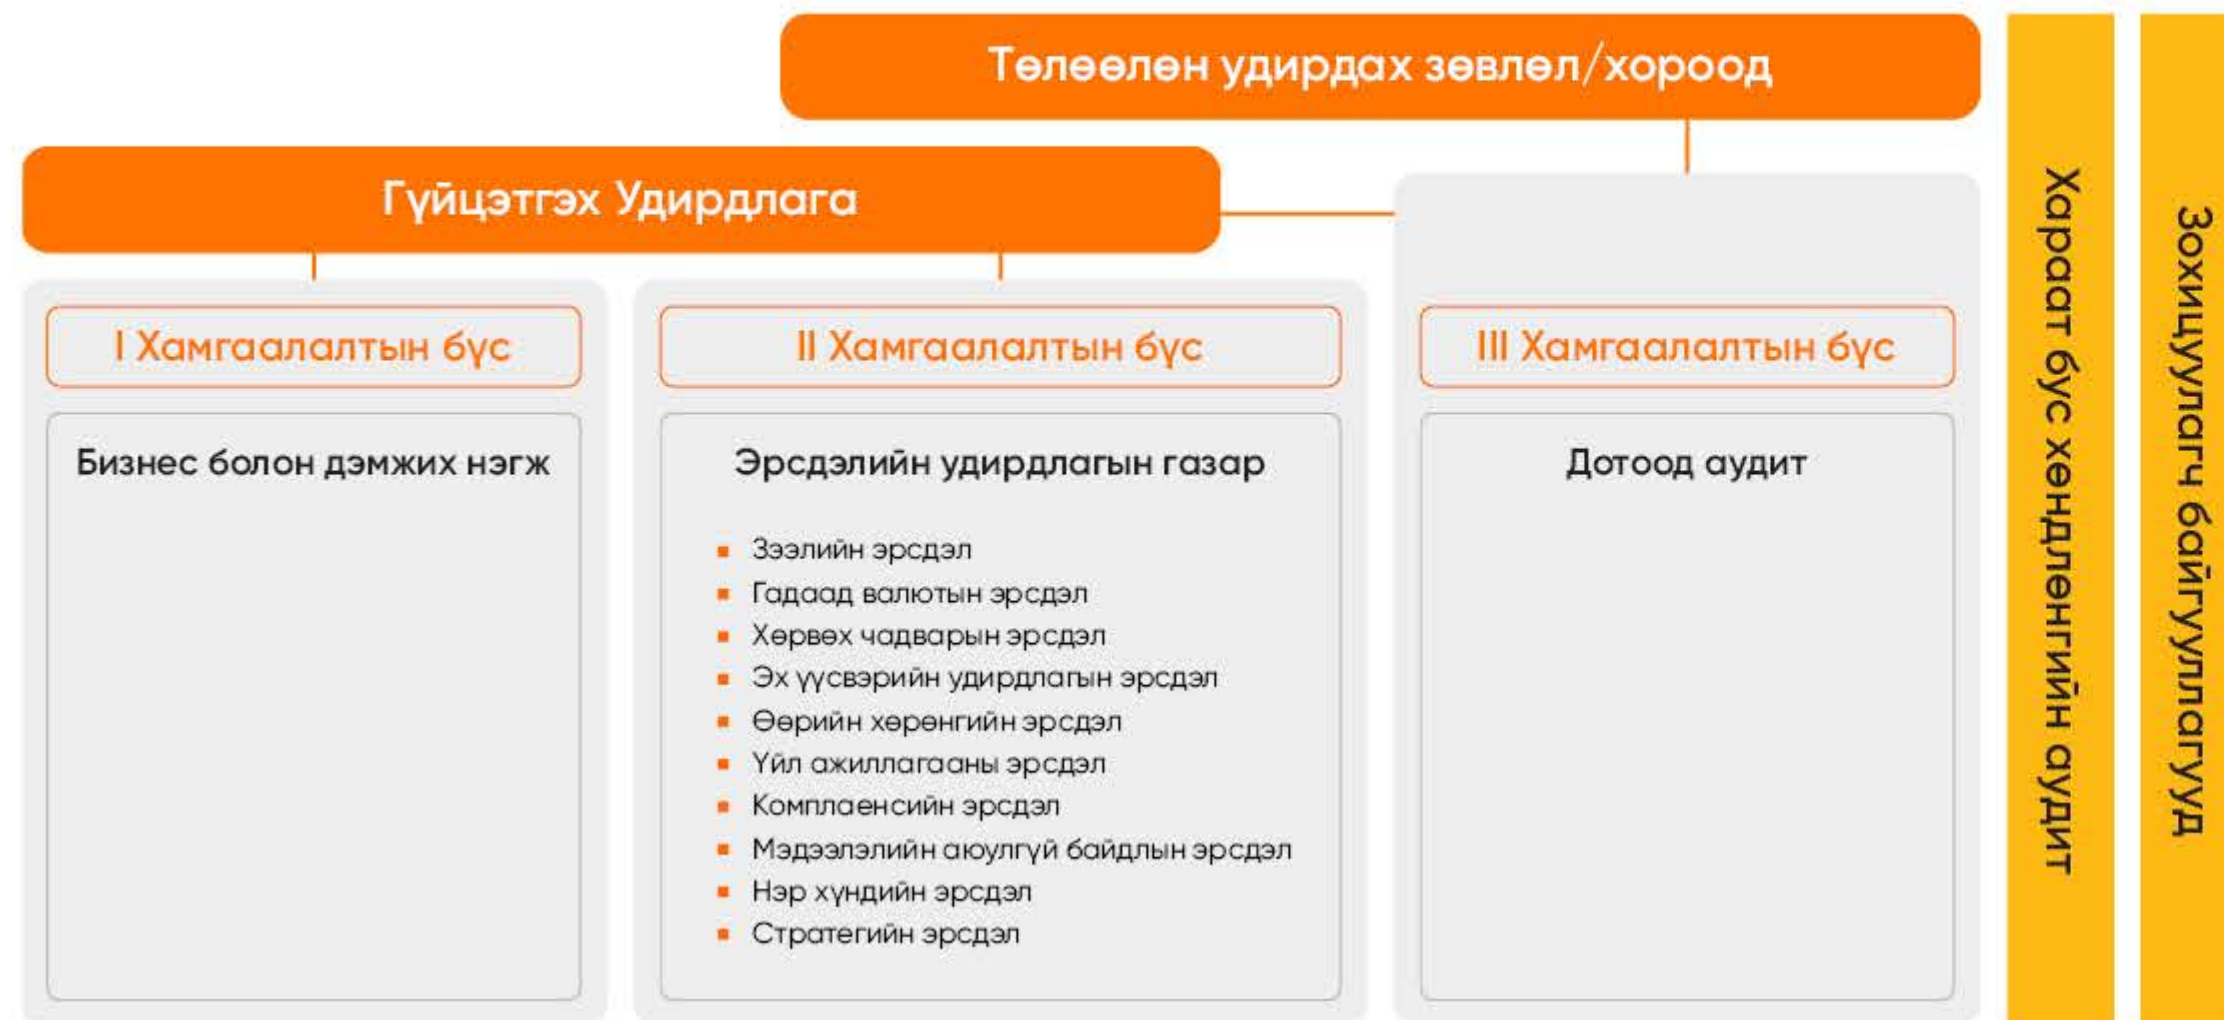 Төлөөлөн удирдах зөвлөл/хороод
Гүйцэтгэх Удирдлага
I Хамгаалалтын бүс
Бизнес болон дэмжих нэгж
II Хамгаалалтын бүс
Эрсдэлийн удирдлагын газар
Зээлийн эрсдэл
Гадаад валютын эрсдэл
Хөрвөх чадварын эрсдэл
Эх үүсвэрийн удирдлагын эрсдэл
Өөрийн хөрөнгийн эрсдэл
Үйл ажиллагааны эрсдэл
Комплаенсийн эрсдэл
Мэдээлэлийн аюулгүй байдлын эрсдэл
Нэр хүндийн эрсдэл
Стратегийн эрсдэл
III Хамгаалалтын бүс
Дотоод аудит
Хараат бус хөндлөнгийн аудит
Зохицуулагч байгууллагууд